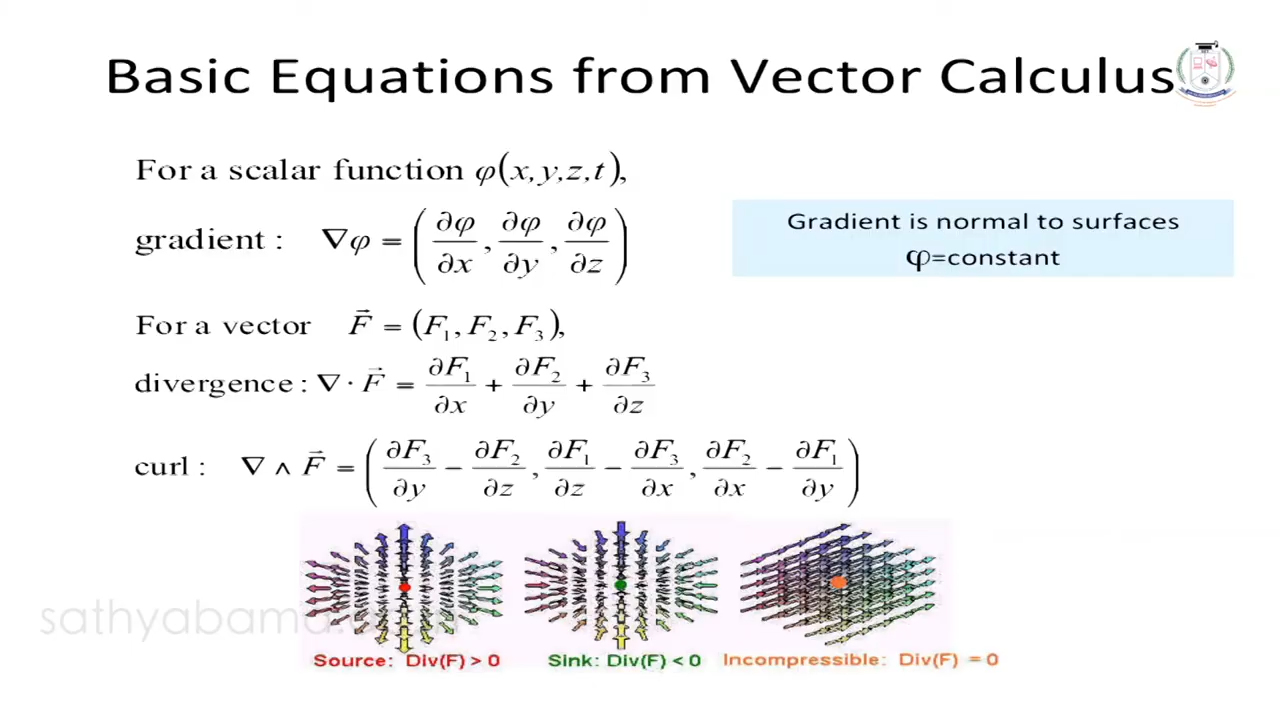 Basic Equations from Vector Calculus
For a scalar function φ(x,y,z,t),
gradient : ∇φ = (∂φ/∂x, ∂φ/∂y, ∂φ/∂z)
Gradient is normal to surfaces
φ=constant
For a vector F⃗ = (F₁, F₂, F₃),
divergence : ∇ · F⃗ = ∂F₁/∂x + ∂F₂/∂y + ∂F₃/∂z
curl : ∇ ∧ F⃗ = (∂F₃/∂y − ∂F₂/∂z, ∂F₁/∂z − ∂F₃/∂x, ∂F₂/∂x − ∂F₁/∂y)
Source: Div(F) > 0
Sink: Div(F) < 0
Incompressible: Div(F) = 0